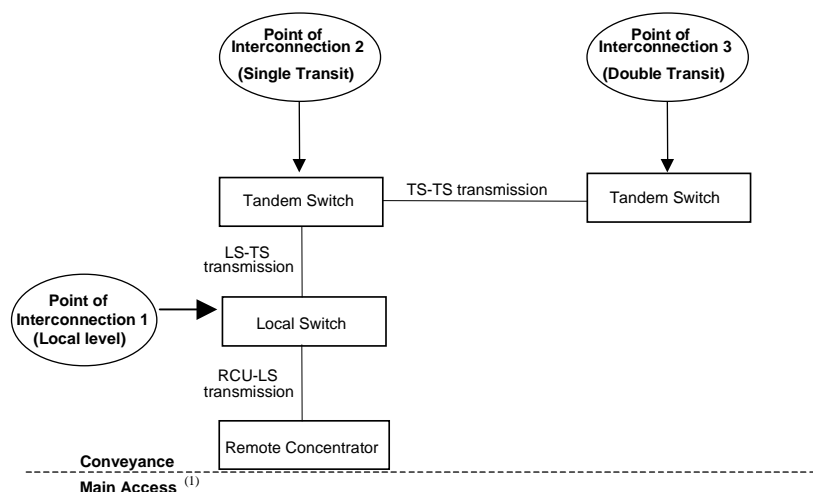 Point of
Interconnection 2
(Single Transit)
Point of
Interconnection 3
(Double Transit)
Tandem Switch
TS-TS transmission
Tandem Switch
LS-TS
transmission
Point of
Interconnection 1
(Local level)
Local Switch
RCU-LS
transmission
Remote Concentrator
Conveyance
Main Access (1)